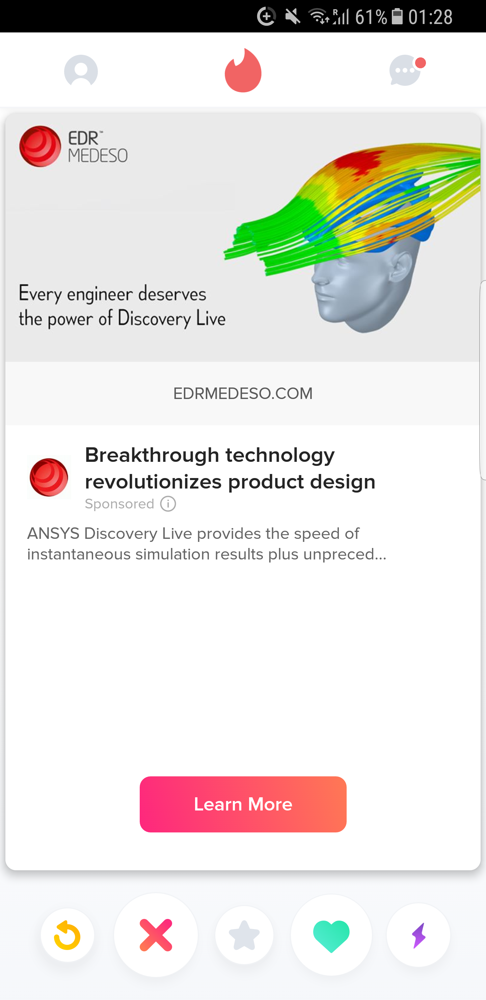 R 61% 01:28
EDR™
MEDESO
Every engineer deserves
the power of Discovery Live
EDRMEDESO.COM
Breakthrough technology
revolutionizes product design
Sponsored
ANSYS Discovery Live provides the speed of
instantaneous simulation results plus unpreced...
Learn More